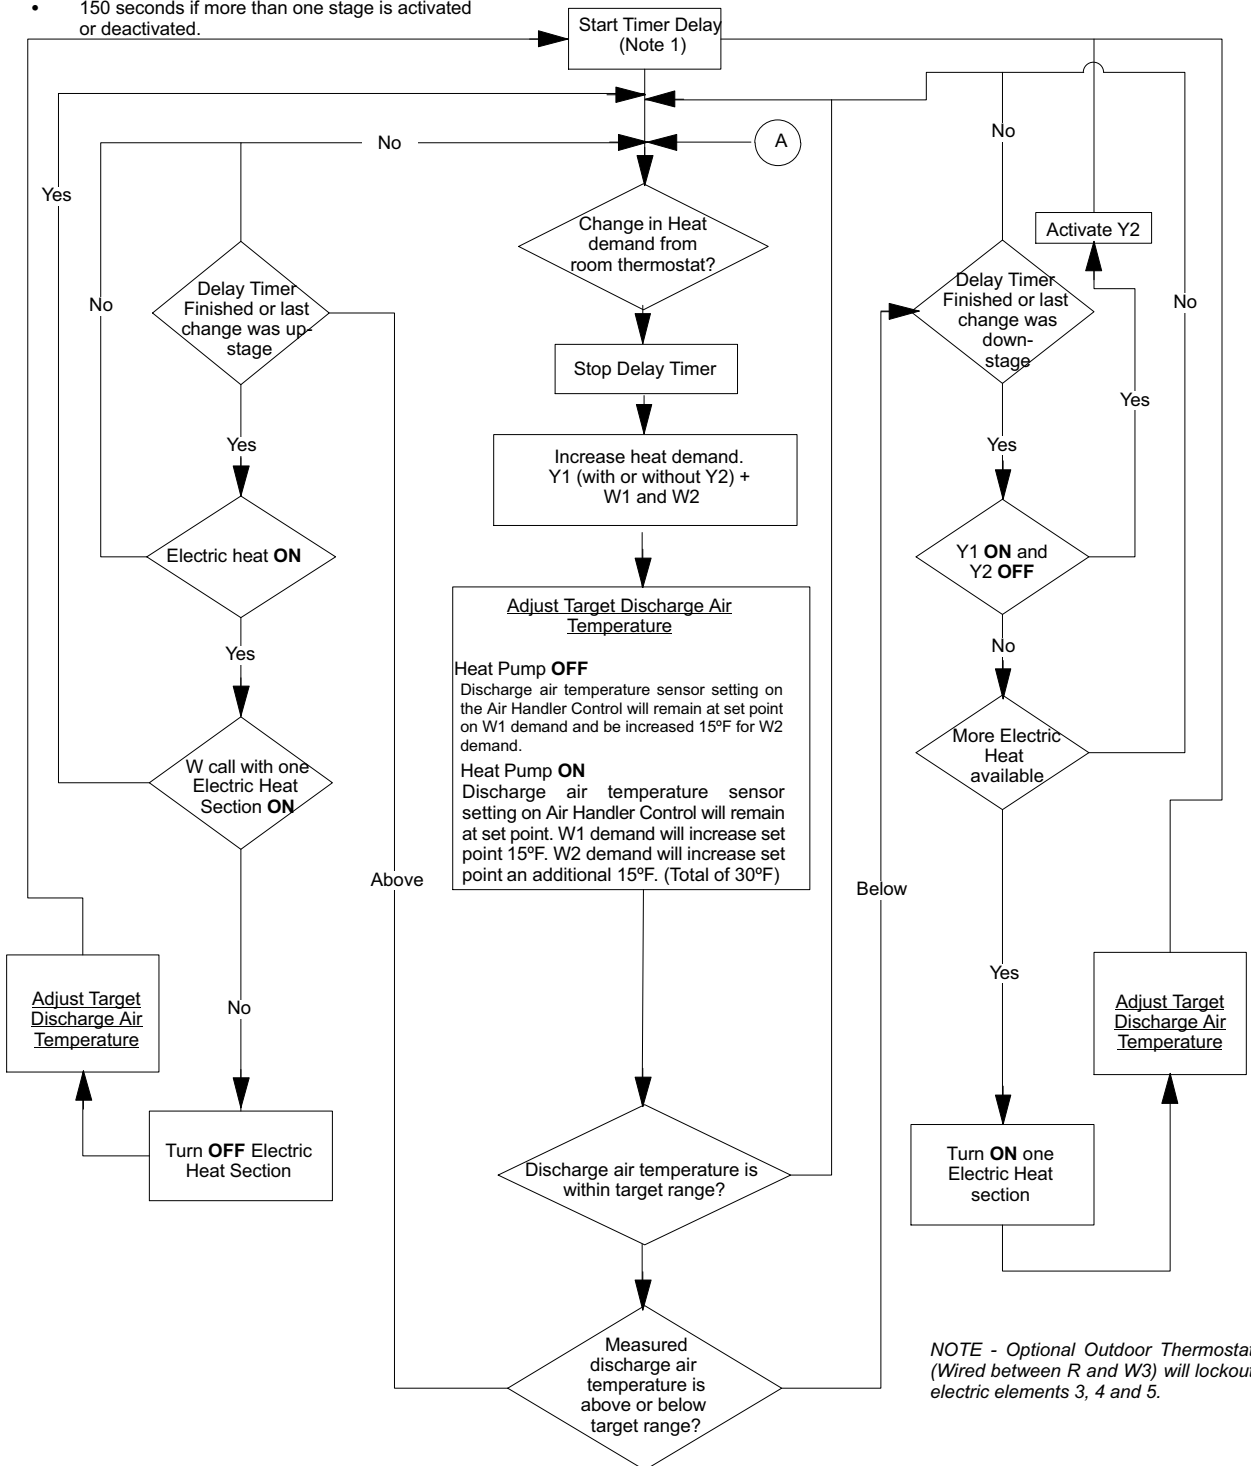 • 150 seconds if more than one stage is activated
or deactivated.
Start Timer Delay
(Note 1)
No
A
No
Yes
Change in Heat
demand from
room thermostat?
Activate Y2
Delay Timer
Finished or last
change was up-
stage
No
Delay Timer
Finished or last
change was
down-
stage
No
Stop Delay Timer
Yes
Yes
Yes
Increase heat demand.
Y1 (with or without Y2) +
W1 and W2
Electric heat ON
Y1 ON and
Y2 OFF
Adjust Target Discharge Air
Temperature
Yes
No
Heat Pump OFF
Discharge air temperature sensor setting on
the Air Handler Control will remain at set point
on W1 demand and be increased 15ºF for W2
demand.
Heat Pump ON
Discharge air temperature sensor
setting on Air Handler Control will remain
at set point. W1 demand will increase set
point 15ºF. W2 demand will increase set
point an additional 15ºF. (Total of 30ºF)
W call with one
Electric Heat
Section ON
More Electric
Heat
available
Above
Below
Yes
No
Adjust Target
Discharge Air
Temperature
Adjust Target
Discharge Air
Temperature
Turn OFF Electric
Heat Section
Discharge air temperature is
within target range?
Turn ON one
Electric Heat
section
Measured
discharge air
temperature is
above or below
target range?
NOTE - Optional Outdoor Thermostat
(Wired between R and W3) will lockout
electric elements 3, 4 and 5.